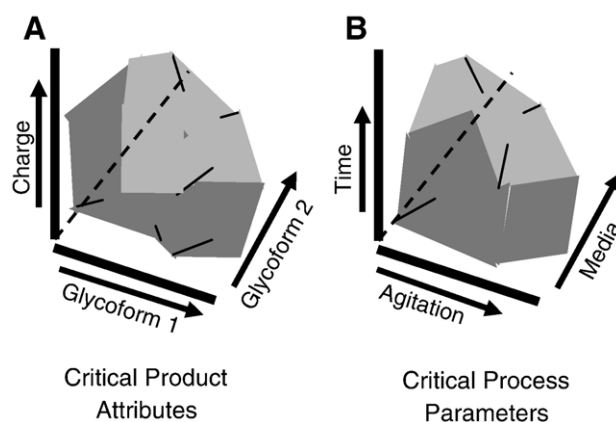 A
Charge
Glycoform 1
Glycoform 2
Critical Product
Attributes
B
Time
Agitation
Media
Critical Process
Parameters